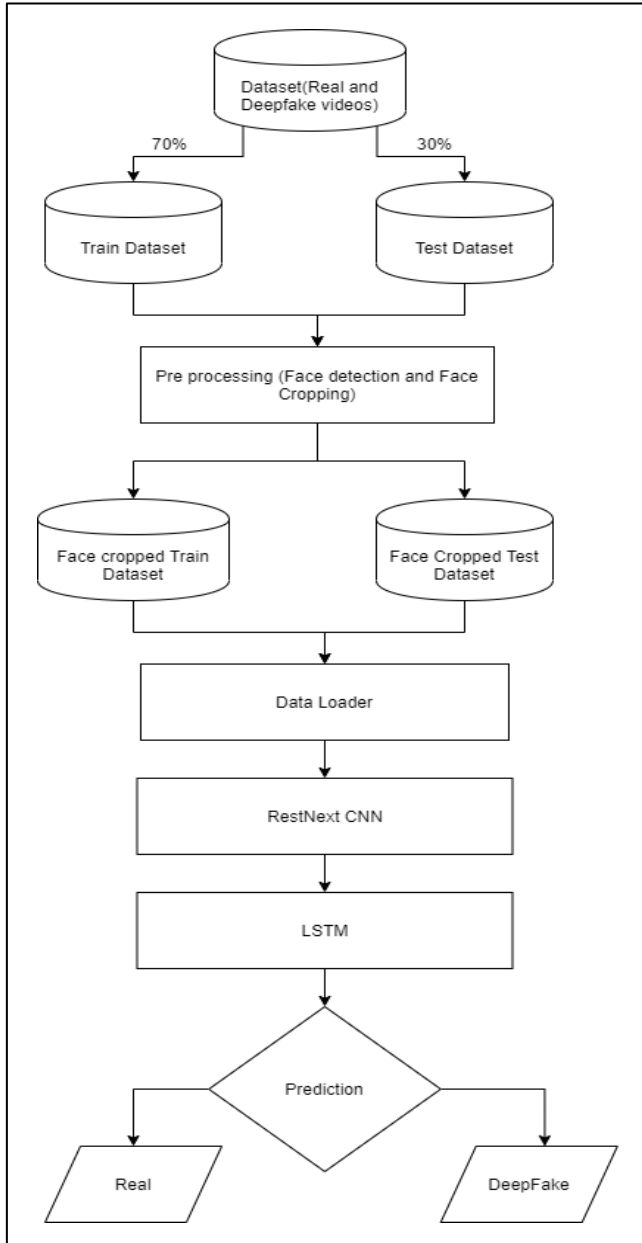 Dataset(Real and
Deepfake videos)
70%
30%
Train Dataset
Test Dataset
Pre processing (Face detection and Face
Cropping)
Face cropped Train
Dataset
Face Cropped Test
Dataset
Data Loader
RestNext CNN
LSTM
Prediction
Real
DeepFake